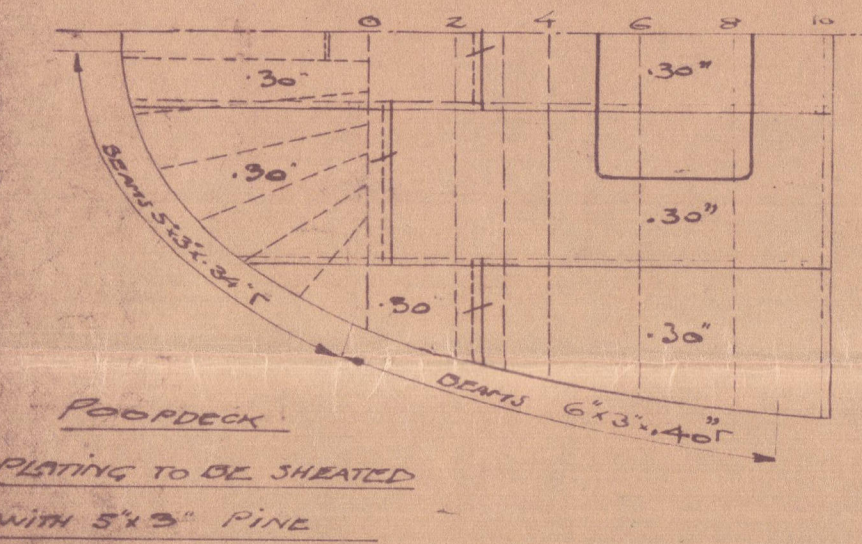 0 2 4 6 8 10
.30" .30"
.30"
.30"
.30 .30"
BEAMS 5"x3"x.34"
BEAMS 6"x3"x.40"
POOPDECK
PLATING TO BE SHEATED
WITH 5"x3" PINE